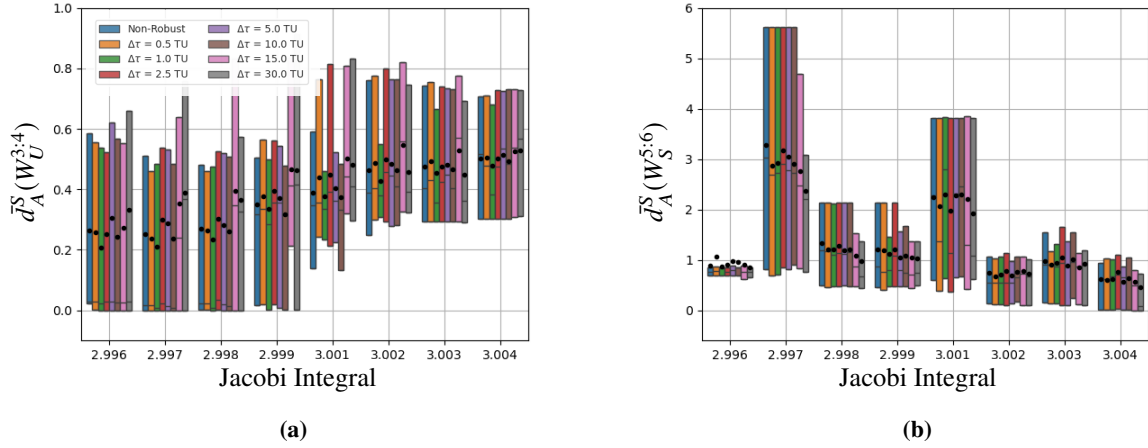 1.0
0.8
0.6
0.4
0.2
0.0
d̄_A^S(W_U^{3:4})
Non-Robust
Δτ = 0.5 TU
Δτ = 1.0 TU
Δτ = 2.5 TU
Δτ = 5.0 TU
Δτ = 10.0 TU
Δτ = 15.0 TU
Δτ = 30.0 TU
2.996 2.997 2.998 2.999 3.001 3.002 3.003 3.004
Jacobi Integral
(a)
6
5
4
3
2
1
0
d̄_A^S(W_S^{5:6})
2.996 2.997 2.998 2.999 3.001 3.002 3.003 3.004
Jacobi Integral
(b)